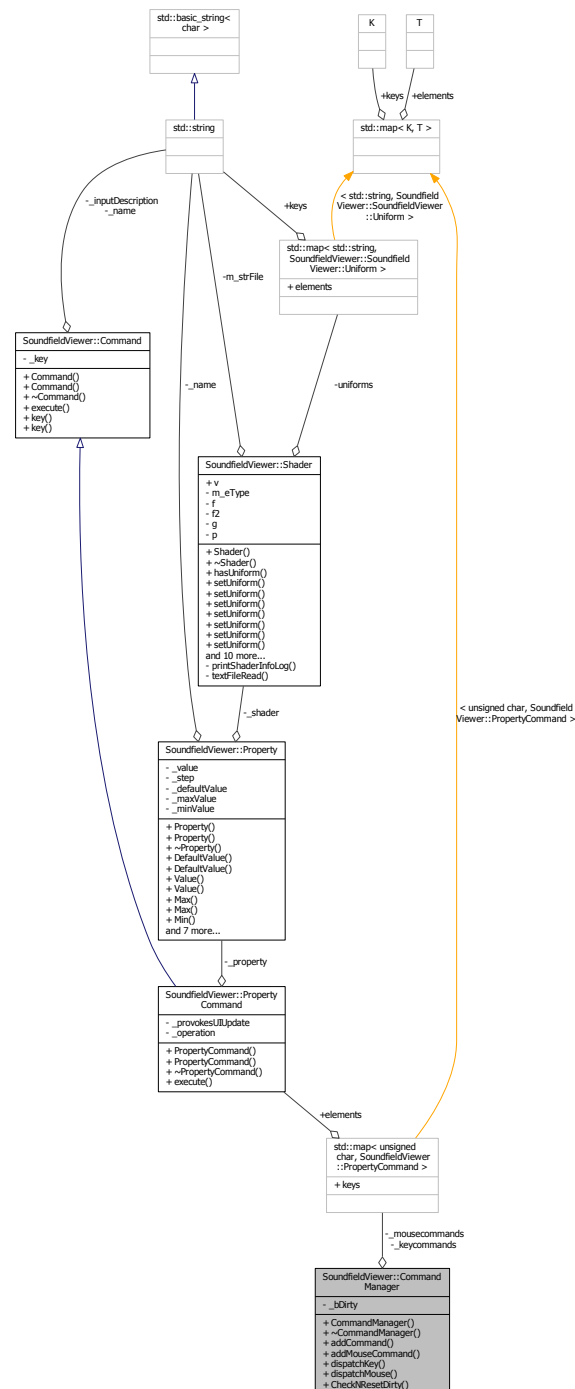 std::basic_string<
char >
K
T
+keys
+elements
std::string
std::map< K, T >
-_inputDescription
-_name
+keys
< std::string, Soundfield
Viewer::SoundfieldViewer
::Uniform >
std::map< std::string,
SoundfieldViewer::Soundfield
Viewer::Uniform >
+ elements
-m_strFile
SoundfieldViewer::Command
- _key
+ Command()
+ Command()
+ ~Command()
+ execute()
+ key()
+ key()
-_name
-uniforms
SoundfieldViewer::Shader
+ v
- m_eType
- f
- f2
- g
- p
+ Shader()
+ ~Shader()
+ hasUniform()
+ setUniform()
+ setUniform()
+ setUniform()
+ setUniform()
+ setUniform()
+ setUniform()
+ setUniform()
and 10 more...
- printShaderInfoLog()
- textFileRead()
-_shader
< unsigned char, Soundfield
Viewer::PropertyCommand >
SoundfieldViewer::Property
- _value
- _step
- _defaultValue
- _maxValue
- _minValue
+ Property()
+ Property()
+ ~Property()
+ DefaultValue()
+ DefaultValue()
+ Value()
+ Value()
+ Max()
+ Max()
+ Min()
and 7 more...
-_property
SoundfieldViewer::Property
Command
- _provokesUIUpdate
- _operation
+ PropertyCommand()
+ PropertyCommand()
+ ~PropertyCommand()
+ execute()
+elements
std::map< unsigned
char, SoundfieldViewer
::PropertyCommand >
+ keys
-_mousecommands
-_keycommands
SoundfieldViewer::Command
Manager
- _bDirty
+ CommandManager()
+ ~CommandManager()
+ addCommand()
+ addMouseCommand()
+ dispatchKey()
+ dispatchMouse()
+ CheckNResetDirty()